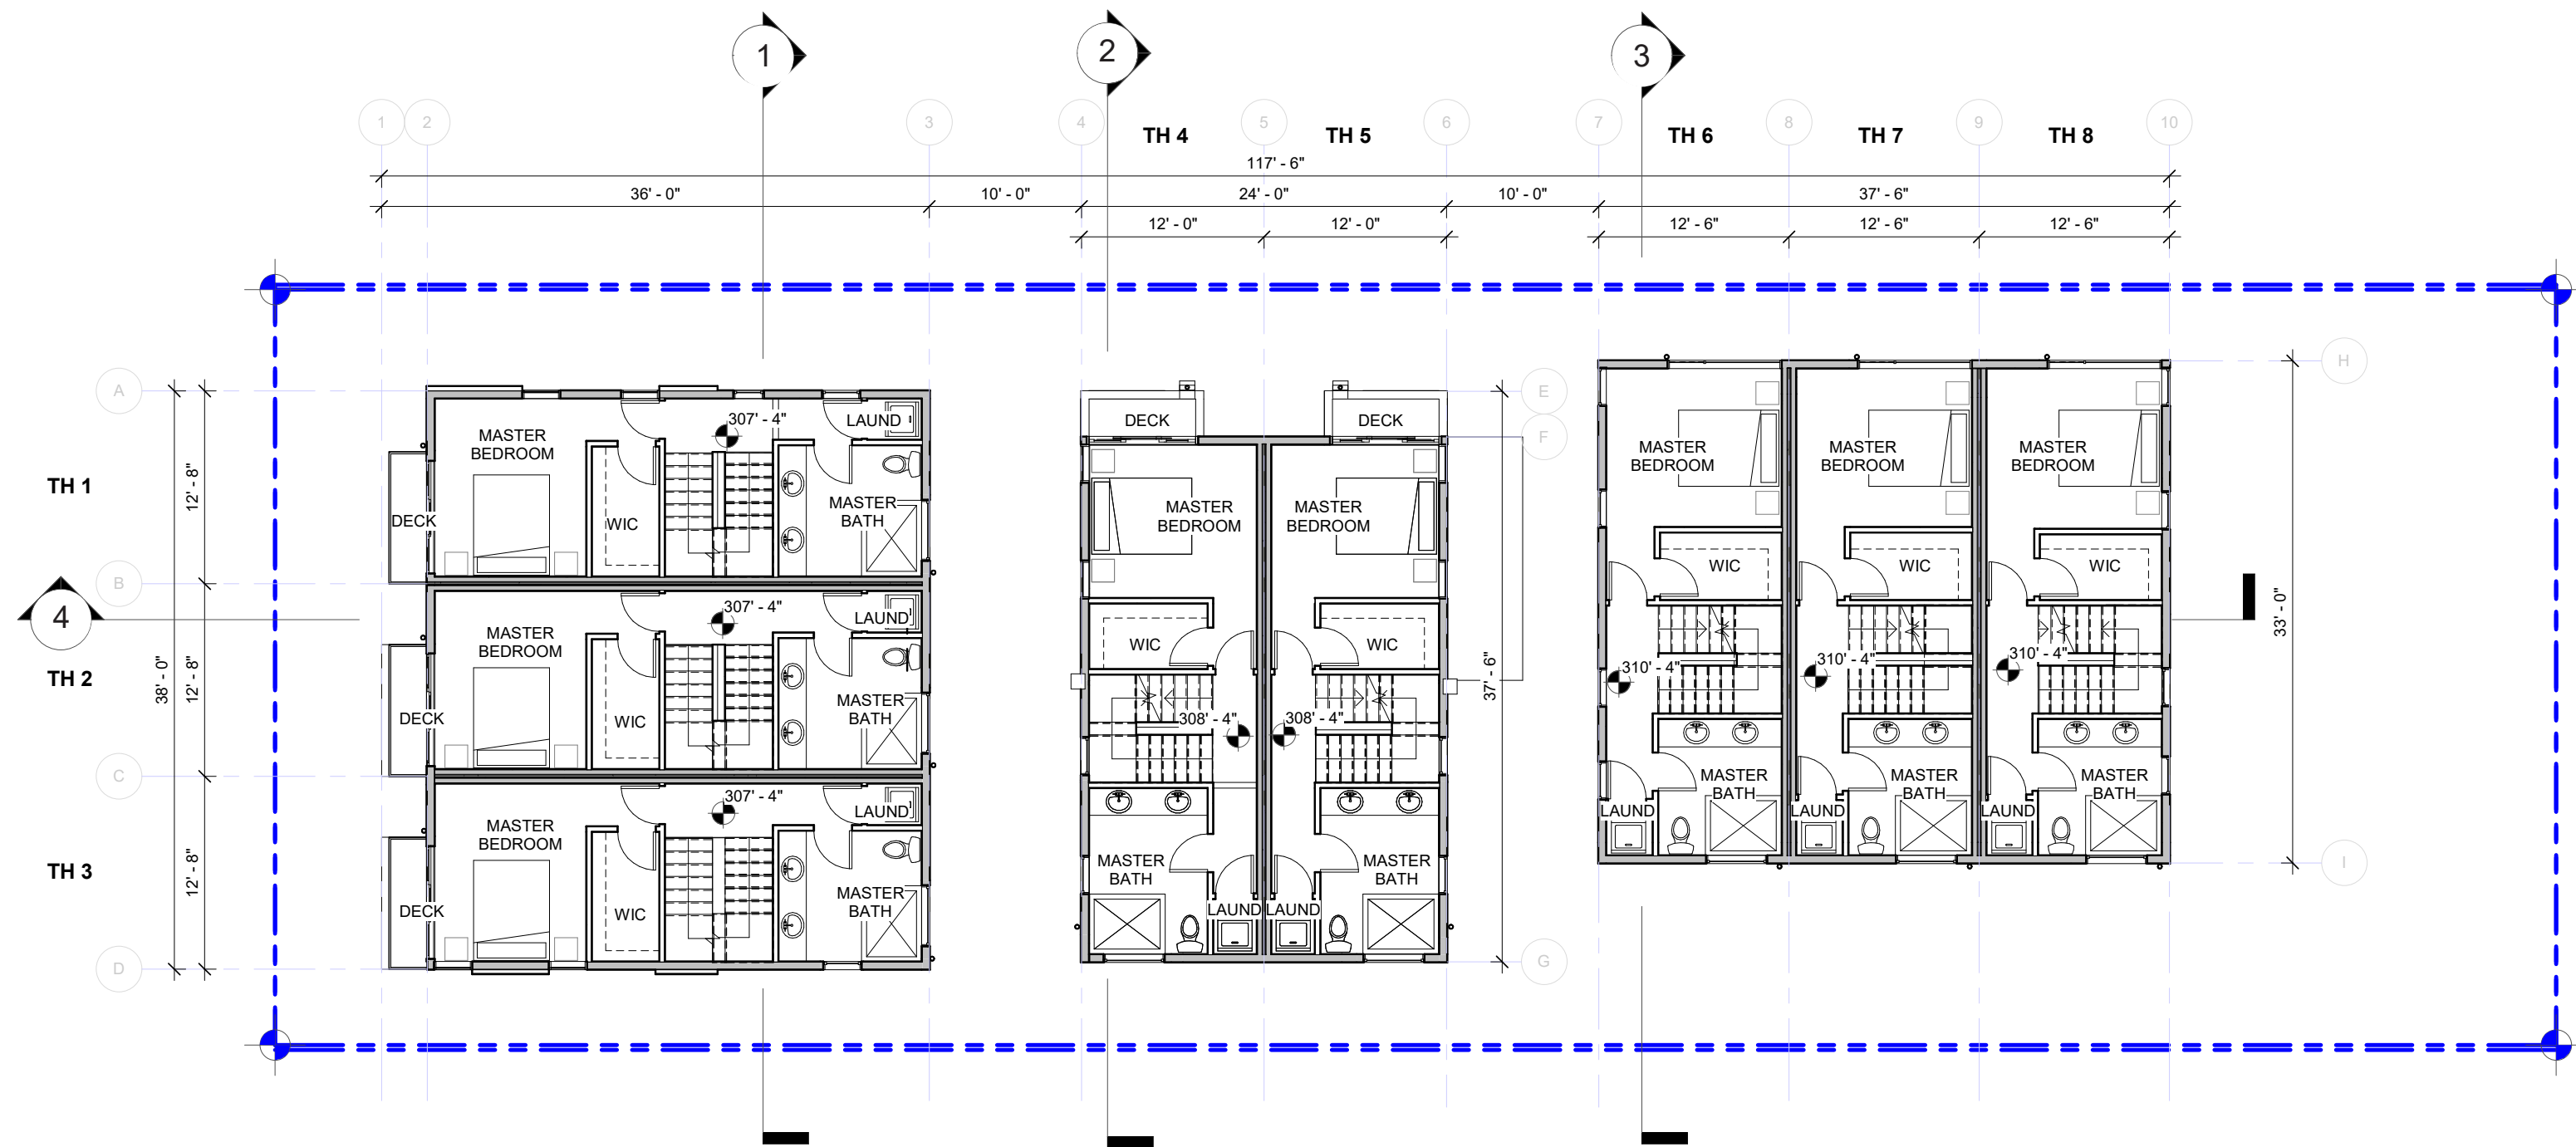 1
2
3
1
2
3
4
TH 4
5
TH 5
6
7
TH 6
8
TH 7
9
TH 8
10
117' - 6"
36' - 0"
10' - 0"
24' - 0"
10' - 0"
37' - 6"
12' - 0"
12' - 0"
12' - 6"
12' - 6"
12' - 6"
A
B
C
D
E
F
G
H
I
4
TH 1
TH 2
TH 3
38' - 0"
12' - 8"
12' - 8"
12' - 8"
MASTER
BEDROOM
DECK
WIC
307' - 4"
LAUND
MASTER
BATH
MASTER
BEDROOM
DECK
WIC
307' - 4"
LAUND
MASTER
BATH
MASTER
BEDROOM
DECK
WIC
307' - 4"
LAUND
MASTER
BATH
DECK
MASTER
BEDROOM
WIC
308' - 4"
MASTER
BATH
LAUND
DECK
MASTER
BEDROOM
WIC
308' - 4"
MASTER
BATH
LAUND
37' - 6"
MASTER
BEDROOM
WIC
310' - 4"
MASTER
BATH
LAUND
MASTER
BEDROOM
WIC
310' - 4"
MASTER
BATH
LAUND
MASTER
BEDROOM
WIC
310' - 4"
MASTER
BATH
LAUND
33' - 0"